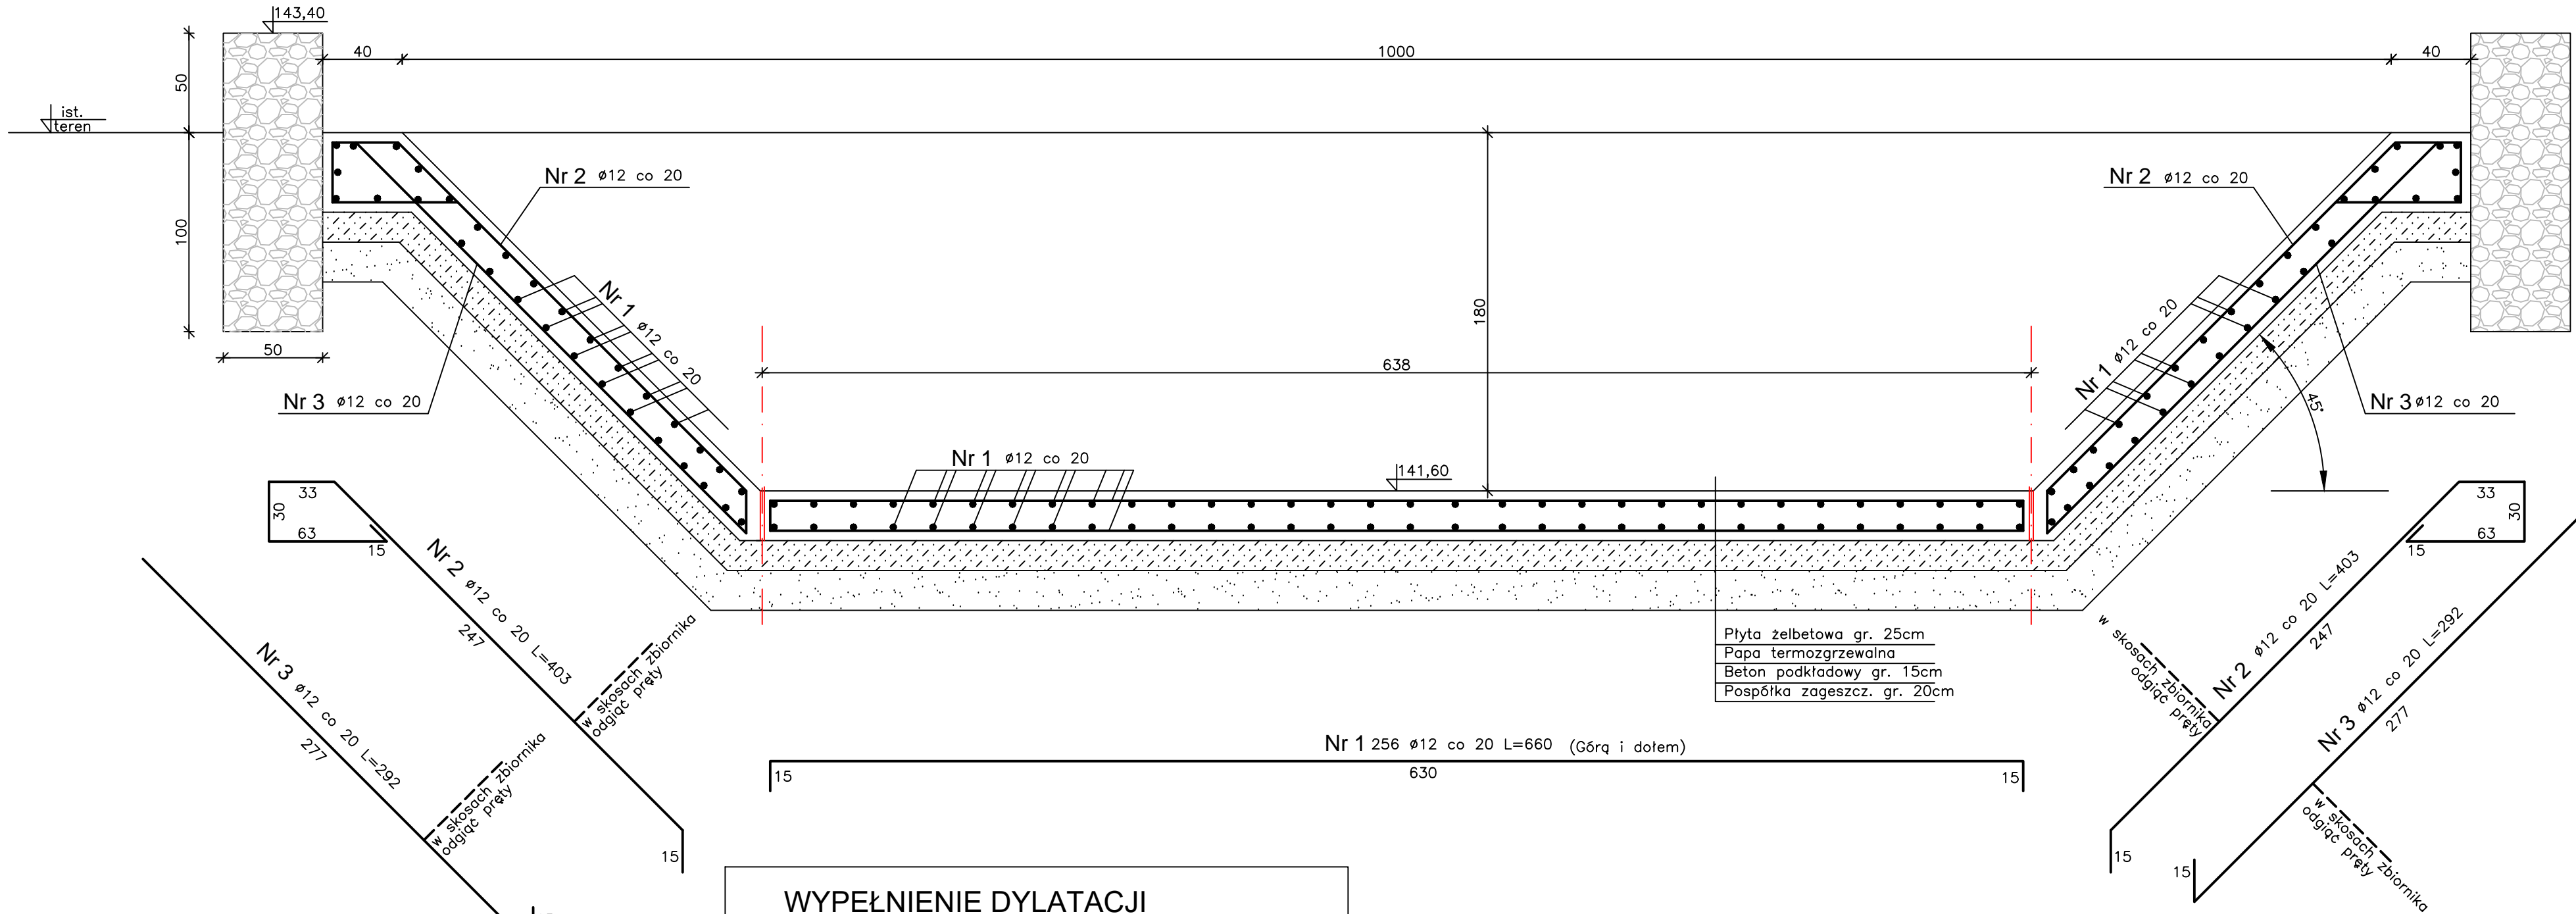 143,40
40
1000
40
50
ist.
teren
Nr 2 ø12 co 20
Nr 2 ø12 co 20
100
180
Nr 1 ø12 co 20
Nr 1 ø12 co 20
50
638
Nr 3 ø12 co 20
Nr 3 ø12 co 20
45°
Nr 1 ø12 co 20
141,60
33
30
63
15
Nr 2 ø12 co 20 L=403
247
15
w skosach zbiornika
odgiąć pręty
Nr 3 ø12 co 20 L=292
277
w skosach zbiornika
odgiąć pręty
Płyta żelbetowa gr. 25cm
Papa termozgrzewalna
Beton podkładowy gr. 15cm
Pospółka zageszcz. gr. 20cm
Nr 1 256 ø12 co 20 L=660 (Górą i dołem)
15
630
15
33
30
63
15
Nr 2 ø12 co 20 L=403
247
15
w skosach zbiornika
odgiąć pręty
Nr 3 ø12 co 20 L=292
277
15
w skosach zbiornika
odgiąć pręty
WYPEŁNIENIE DYLATACJI